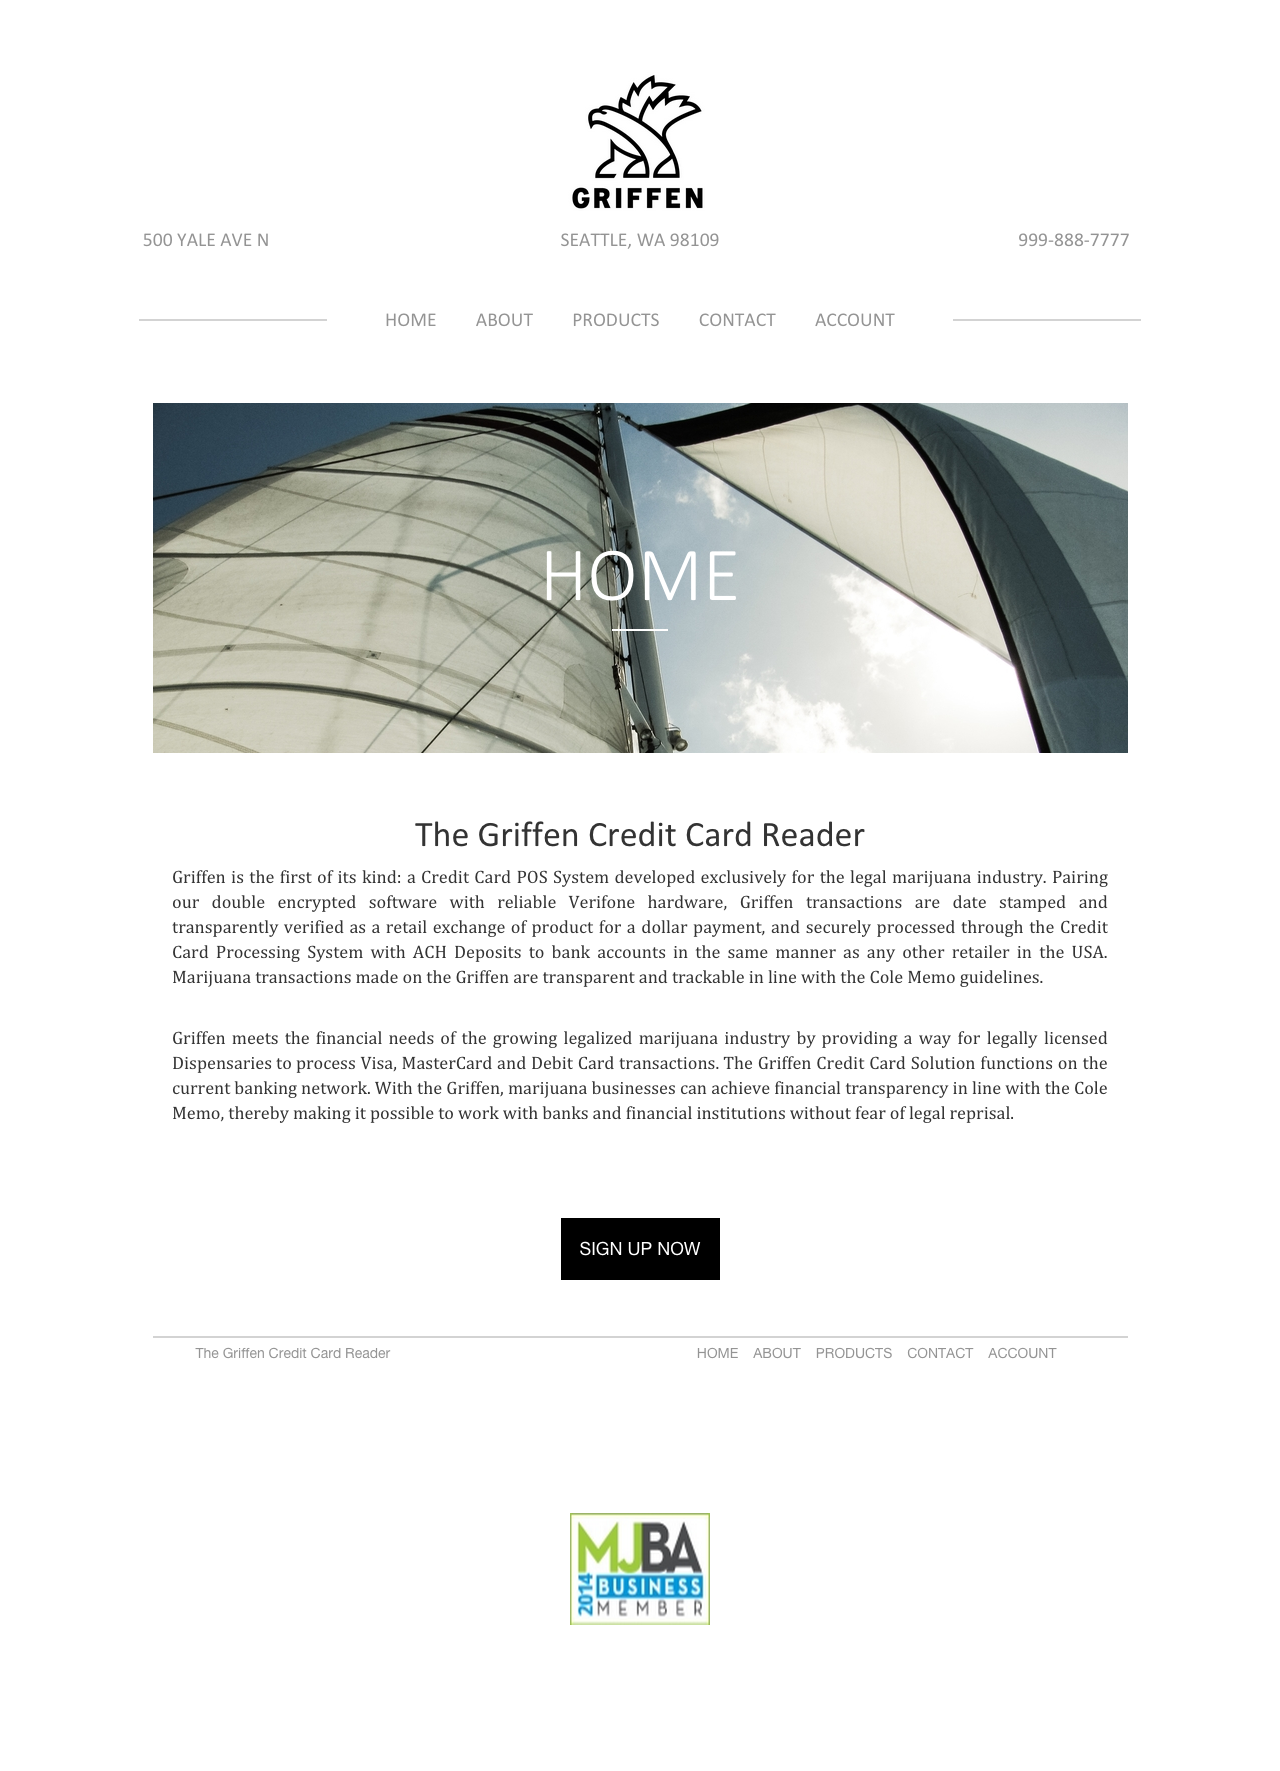 GRIFFEN
500 YALE AVE N
SEATTLE, WA 98109
999-888-7777
HOME ABOUT PRODUCTS CONTACT ACCOUNT
HOME
The Griffen Credit Card Reader
Griffen is the first of its kind: a Credit Card POS System developed exclusively for the legal marijuana industry. Pairing
our double encrypted software with reliable Verifone hardware, Griffen transactions are date stamped and
transparently verified as a retail exchange of product for a dollar payment, and securely processed through the Credit
Card Processing System with ACH Deposits to bank accounts in the same manner as any other retailer in the USA.
Marijuana transactions made on the Griffen are transparent and trackable in line with the Cole Memo guidelines.
Griffen meets the financial needs of the growing legalized marijuana industry by providing a way for legally licensed
Dispensaries to process Visa, MasterCard and Debit Card transactions. The Griffen Credit Card Solution functions on the
current banking network. With the Griffen, marijuana businesses can achieve financial transparency in line with the Cole
Memo, thereby making it possible to work with banks and financial institutions without fear of legal reprisal.
SIGN UP NOW
The Griffen Credit Card Reader
HOME ABOUT PRODUCTS CONTACT ACCOUNT
MJBA
2014
BUSINESS
MEMBER